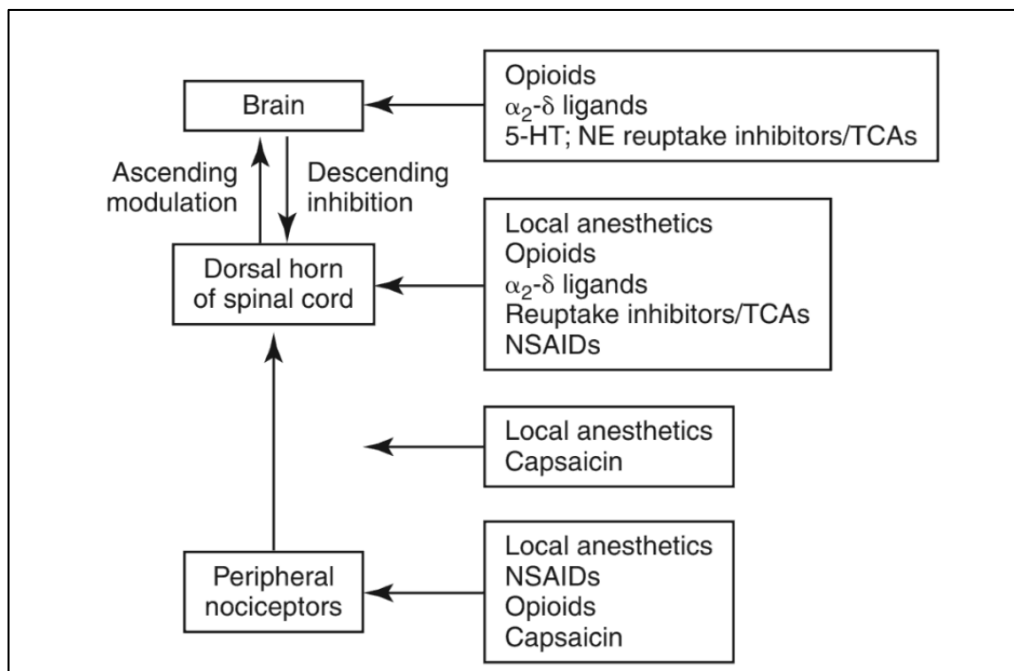 Brain
Opioids
α₂-δ ligands
5-HT; NE reuptake inhibitors/TCAs
Ascending
modulation
Descending
inhibition
Dorsal horn
of spinal cord
Local anesthetics
Opioids
α₂-δ ligands
Reuptake inhibitors/TCAs
NSAIDs
Local anesthetics
Capsaicin
Peripheral
nociceptors
Local anesthetics
NSAIDs
Opioids
Capsaicin